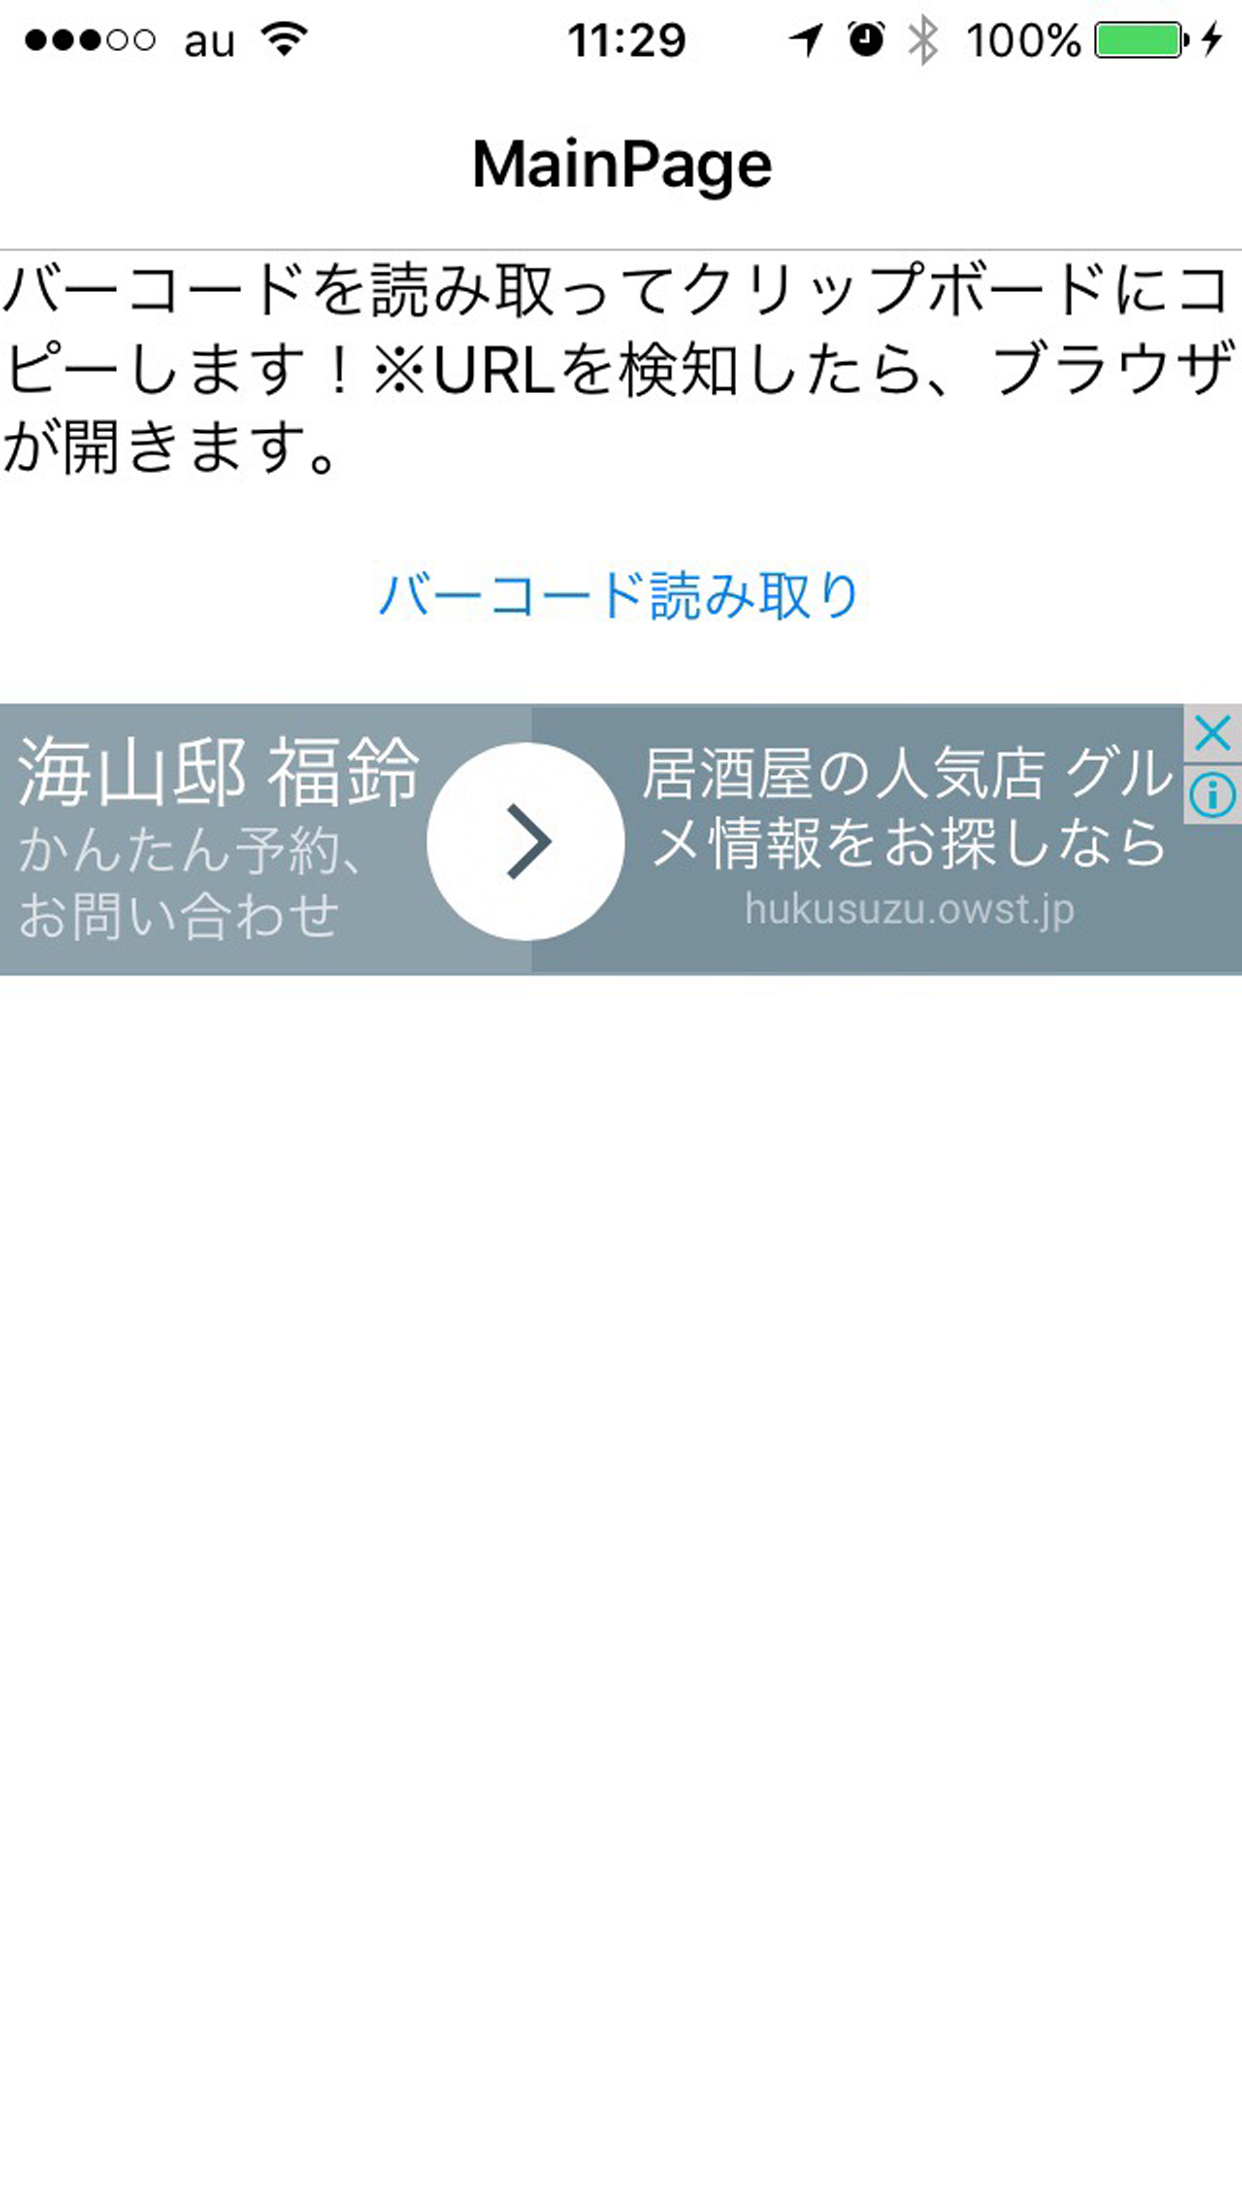 au 11:29 100%
MainPage
バーコードを読み取ってクリップボードにコ
ピーします！※URLを検知したら、ブラウザ
が開きます。
バーコード読み取り
海山邸 福鈴
かんたん予約、
お問い合わせ
居酒屋の人気店 グル
メ情報をお探しなら
hukusuzu.owst.jp